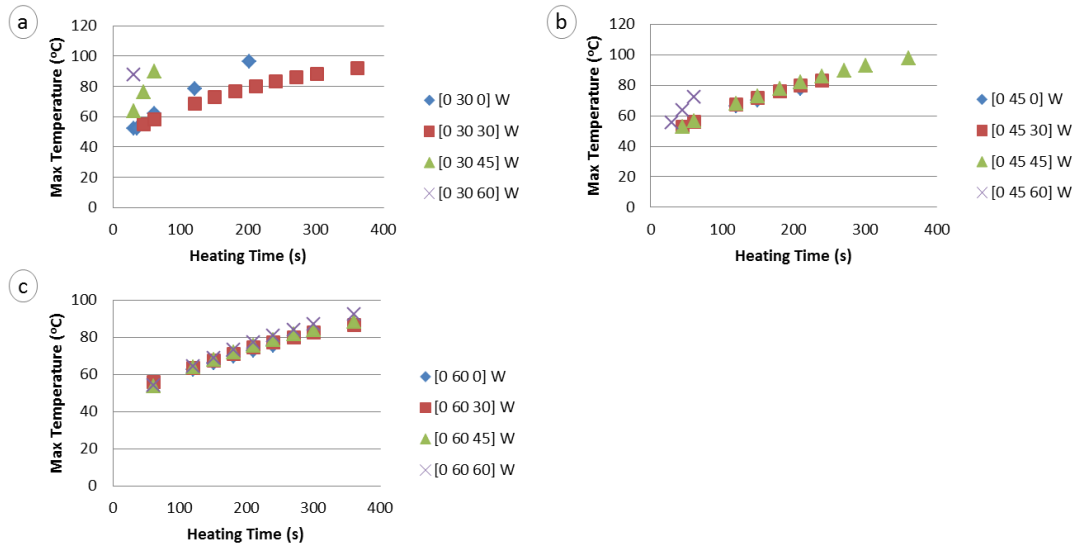 a
Max Temperature (ºC)
120
100
80
60
40
20
0
0 100 200 300 400
Heating Time (s)
[0 30 0] W
[0 30 30] W
[0 30 45] W
[0 30 60] W
b
Max Temperature (ºC)
120
100
80
60
40
20
0
0 100 200 300 400
Heating Time (s)
[0 45 0] W
[0 45 30] W
[0 45 45] W
[0 45 60] W
c
Max Temperature (ºC)
100
80
60
40
20
0
0 100 200 300 400
Heating Time (s)
[0 60 0] W
[0 60 30] W
[0 60 45] W
[0 60 60] W